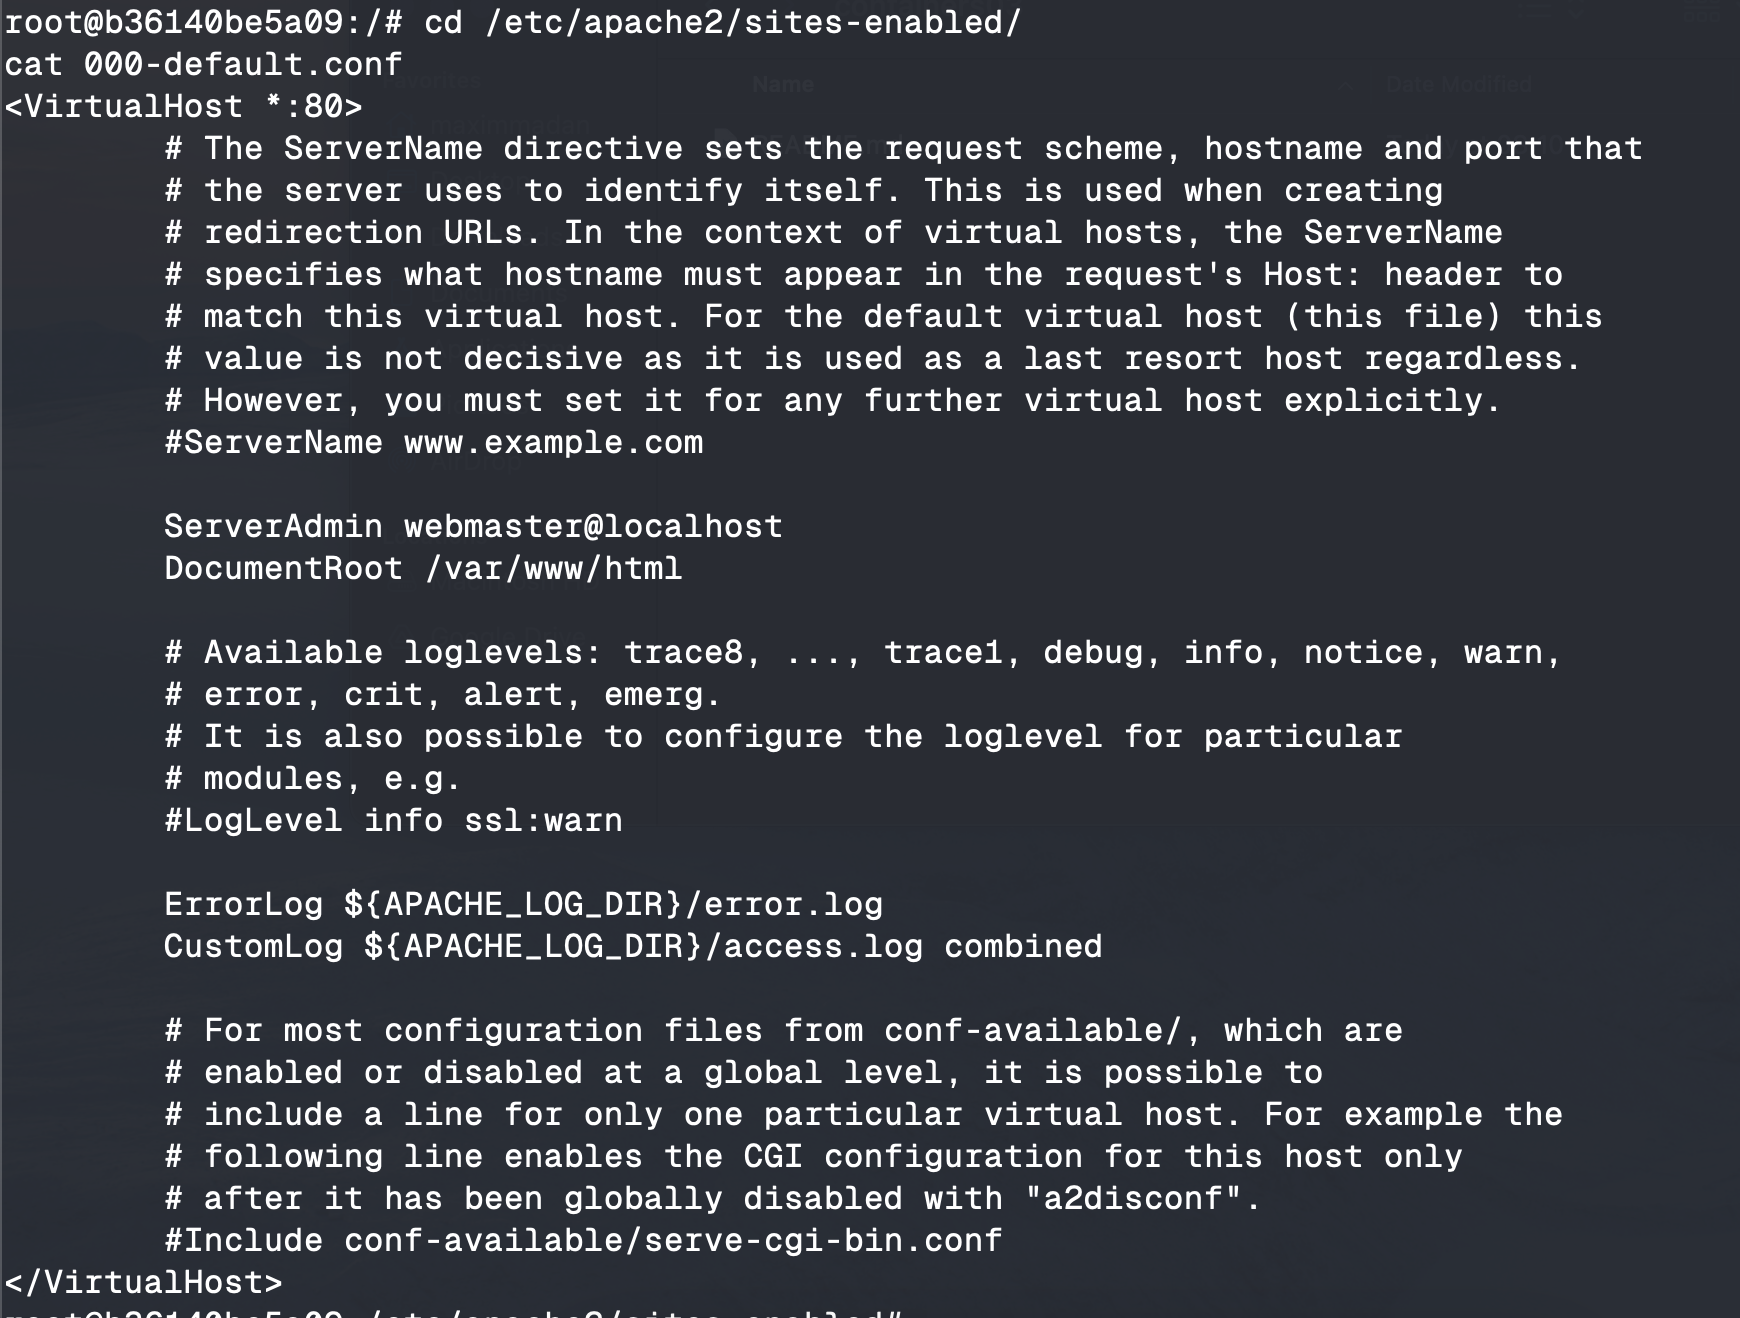 root@b36140be5a09:/# cd /etc/apache2/sites-enabled/
cat 000-default.conf
<VirtualHost *:80>
        # The ServerName directive sets the request scheme, hostname and port that
        # the server uses to identify itself. This is used when creating
        # redirection URLs. In the context of virtual hosts, the ServerName
        # specifies what hostname must appear in the request's Host: header to
        # match this virtual host. For the default virtual host (this file) this
        # value is not decisive as it is used as a last resort host regardless.
        # However, you must set it for any further virtual host explicitly.
        #ServerName www.example.com

        ServerAdmin webmaster@localhost
        DocumentRoot /var/www/html

        # Available loglevels: trace8, ..., trace1, debug, info, notice, warn,
        # error, crit, alert, emerg.
        # It is also possible to configure the loglevel for particular
        # modules, e.g.
        #LogLevel info ssl:warn

        ErrorLog ${APACHE_LOG_DIR}/error.log
        CustomLog ${APACHE_LOG_DIR}/access.log combined

        # For most configuration files from conf-available/, which are
        # enabled or disabled at a global level, it is possible to
        # include a line for only one particular virtual host. For example the
        # following line enables the CGI configuration for this host only
        # after it has been globally disabled with "a2disconf".
        #Include conf-available/serve-cgi-bin.conf
</VirtualHost>
root@b36140be5a09:/etc/apache2/sites-enabled#
Name
Date Modified